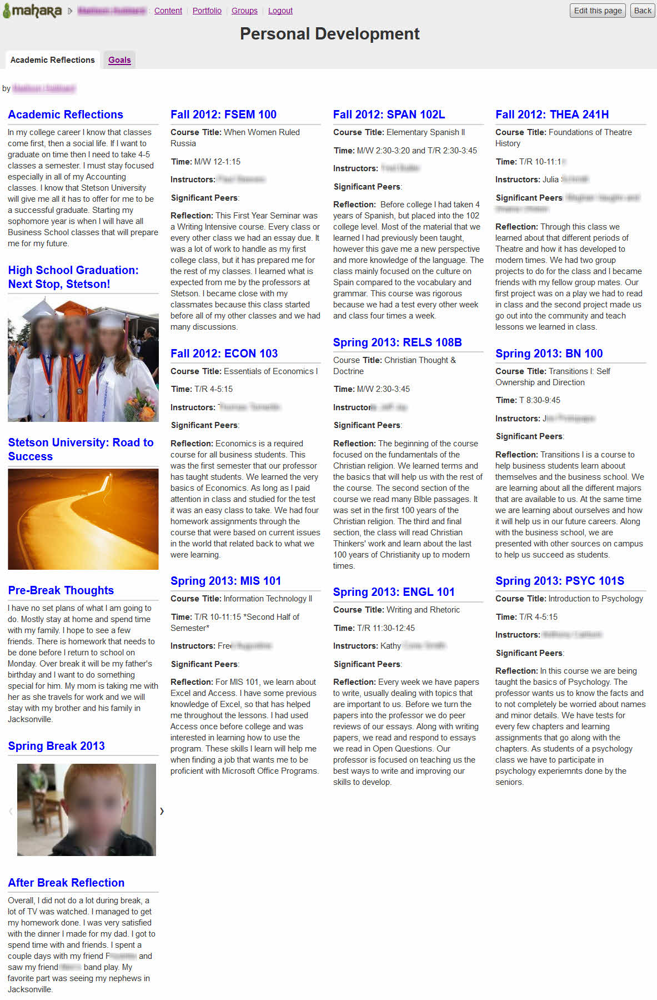 mahara
Content | Portfolio | Groups | Logout
Edit this page
Back
Personal Development
Academic Reflections
Goals
by
Academic Reflections
In my college career I know that classes
come first, then a social life. If I want to
graduate on time then I need to take 4-5
classes a semester. I must stay focused
especially in all of my Accounting
classes. I know that Stetson University
will give me all it has to offer for me to be
a successful graduate. Starting my
sophomore year is when I will have all
Business School classes that will prepare
me for my future.
High School Graduation:
Next Stop, Stetson!
Stetson University: Road to
Success
Pre-Break Thoughts
I have no set plans of what I am going to
do. Mostly stay at home and spend time
with my family. I hope to see a few
friends. There is homework that needs to
be done before I return to school on
Monday. Over break it will be my father's
birthday and I want to do something
special for him. My mom is taking me with
her as she travels for work and we will
stay with my brother and his family in
Jacksonville.
Spring Break 2013
After Break Reflection
Overall, I did not do a lot during break, a
lot of TV was watched. I managed to get
my homework done. I was very satisfied
with the dinner I made for my dad. I got to
spend time with and friends. I spent a
couple days with my friend and
saw my friend band play. My
favorite part was seeing my nephews in
Jacksonville.
Fall 2012: FSEM 100
Course Title: When Women Ruled
Russia
Time: M/W 12-1:15
Instructors:
Significant Peers:
Reflection: This First Year Seminar was
a Writing Intensive course. Every class or
every other class we had an essay due. It
was a lot of work to handle as my first
college class, but it has prepared me for
the rest of my classes. I learned what is
expected from me by the professors at
Stetson. I became close with my
classmates because this class started
before all of my other classes and we had
many discussions.
Fall 2012: ECON 103
Course Title: Essentials of Economics I
Time: T/R 4-5:15
Instructors:
Significant Peers:
Reflection: Economics is a required
course for all business students. This
was the first semester that our professor
has taught students. We learned the very
basics of Economics. As long as I paid
attention in class and studied for the test
it was an easy class to take. We had four
homework assignments through the
course that were based on current issues
in the world that related back to what we
were learning.
Spring 2013: MIS 101
Course Title: Information Technology II
Time: T/R 10-11:15 *Second Half of
Semester*
Instructors:
Significant Peers:
Reflection: For MIS 101, we learn about
Excel and Access. I have some previous
knowledge of Excel, so that has helped
me throughout the lessons. I had used
Access once before college and was
interested in learning how to use the
program. These skills I learn will help me
when finding a job that wants me to be
proficient with Microsoft Office Programs.
Fall 2012: SPAN 102L
Course Title: Elementary Spanish II
Time: M/W 2:30-3:20 and T/R 2:30-3:45
Instructors:
Significant Peers:
Reflection: Before college I had taken 4
years of Spanish, but placed into the 102
college level. Most of the material that we
learned I had previously been taught,
however this gave me a new perspective
and more knowledge of the language. The
class mainly focused on the culture on
Spain compared to the vocabulary and
grammar. This course was rigorous
because we had a test every other week
and class four times a week.
Spring 2013: RELS 108B
Course Title: Christian Thought &
Doctrine
Time: M/W 2:30-3:45
Significant Peers:
Reflection: The beginning of the course
focused on the fundamentals of the
Christian religion. We learned terms and
the basics that will help us with the rest of
the course. The second section of the
course we read many BIble passages. It
was set in the first 100 years of the
Christian religion. The third and final
section, the class will read Christian
Thinkers' work and learn about the last
100 years of Christianity up to modern
times.
Spring 2013: ENGL 101
Course Title: Writing and Rhetoric
Time: T/R 11:30-12:45
Instructors: Kathy
Significant Peers:
Reflection: Every week we have papers
to write, usually dealing with topics that
are important to us. Before we turn the
papers into the professor we do peer
reviews of our essays. Along with writing
papers, we read and respond to essays
we read in Open Questions. Our
professor is focused on teaching us the
best ways to write and improving our
skills to develop.
Fall 2012: THEA 241H
Course Title: Foundations of Theatre
History
Time: T/R
Instructors: Julia
Significant Peers
Reflection: Through this class we
learned about that different periods of
Theatre and how it has developed to
modern times. We had two group
projects to do for the class and I became
friends with my fellow group mates. Our
first project was on a play we had to read
in class and the second project made us
go out into the community and teach
lessons we learned in class.
Spring 2013: BN 100
Course Title: Transitions I: Self
Ownership and Direction
Time: T 8:30-9:45
Instructors:
Significant Peers:
Reflection: Transitions I is a course to
help business students learn aboout
themselves and the business school. We
are learning about all the different majors
that are available to us. At the same time
we are learning about ourselves and how
it will help us in our future careers. Along
with the business school, we are
presented with other sources on campus
to help us succeed as students.
Spring 2013: PSYC 101S
Course Title: Introduction to Psychology
Time: T/R 4-5:15
Instructors:
Significant Peers:
Reflection: In this course we are being
taught the basics of Psychology. The
professor wants us to know the facts and
to not completely be worried about names
and minor details. We have tests for
every few chapters and learning
assignments that go along with the
chapters. As students of a psychology
class we have to participate in
psychology experiemnts done by the
seniors.